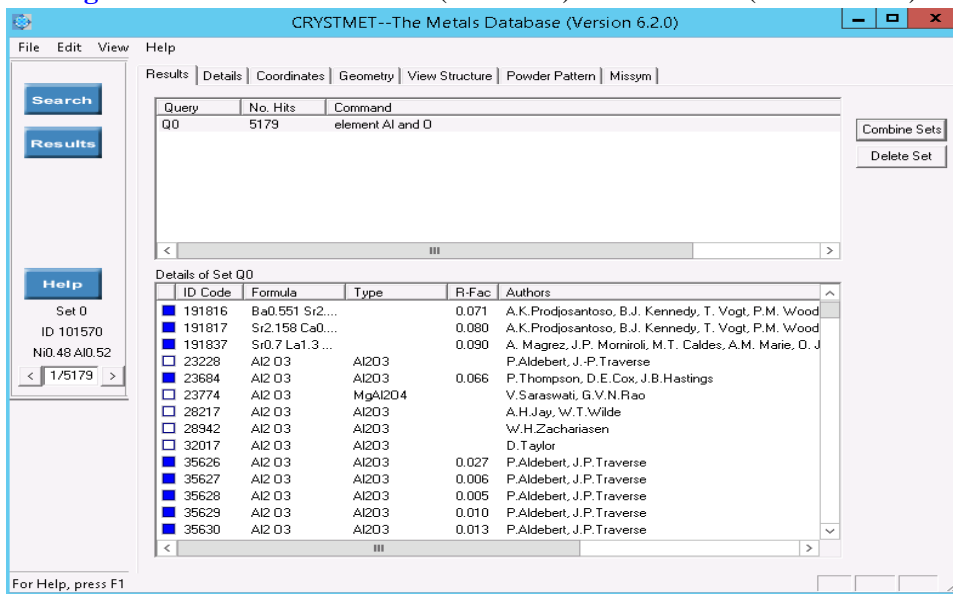 CRYSTMET--The Metals Database (Version 6.2.0)
File Edit View Help
Results Details Coordinates Geometry View Structure Powder Pattern Missym
Search
Results
Query No. Hits Command
Q0 5179 element Al and O
Combine Sets
Delete Set
Details of Set Q0
Help
Set 0
ID 101570
Ni0.48 Al0.52
< 1/5179 >
ID Code Formula Type R-Fac Authors
191816 Ba0.551 Sr2.... 0.071 A.K.Prodjosantoso, B.J. Kennedy, T. Vogt, P.M. Wood
191817 Sr2.158 Ca0.... 0.080 A.K.Prodjosantoso, B.J. Kennedy, T. Vogt, P.M. Wood
191837 Sr0.7 La1.3 ... 0.090 A. Magrez, J.P. Morniroli, M.T. Caldes, A.M. Marie, O. J
23228 Al2 O3 Al2O3 P.Aldebert, J.-P.Traverse
23684 Al2 O3 Al2O3 0.066 P.Thompson, D.E.Cox, J.B.Hastings
23774 Al2 O3 MgAl2O4 V.Saraswati, G.V.N.Rao
28217 Al2 O3 Al2O3 A.H.Jay, W.T.Wilde
28942 Al2 O3 Al2O3 W.H.Zachariasen
32017 Al2 O3 Al2O3 D.Taylor
35626 Al2 O3 Al2O3 0.027 P.Aldebert, J.P.Traverse
35627 Al2 O3 Al2O3 0.006 P.Aldebert, J.P.Traverse
35628 Al2 O3 Al2O3 0.005 P.Aldebert, J.P.Traverse
35629 Al2 O3 Al2O3 0.010 P.Aldebert, J.P.Traverse
35630 Al2 O3 Al2O3 0.013 P.Aldebert, J.P.Traverse
For Help, press F1